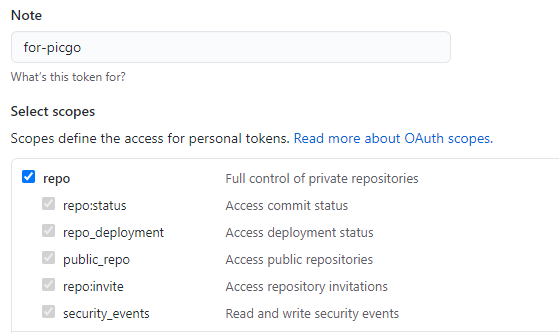 Note
for-picgo
What's this token for?
Select scopes
Scopes define the access for personal tokens. Read more about OAuth scopes.
repo Full control of private repositories
repo:status Access commit status
repo_deployment Access deployment status
public_repo Access public repositories
repo:invite Access repository invitations
security_events Read and write security events